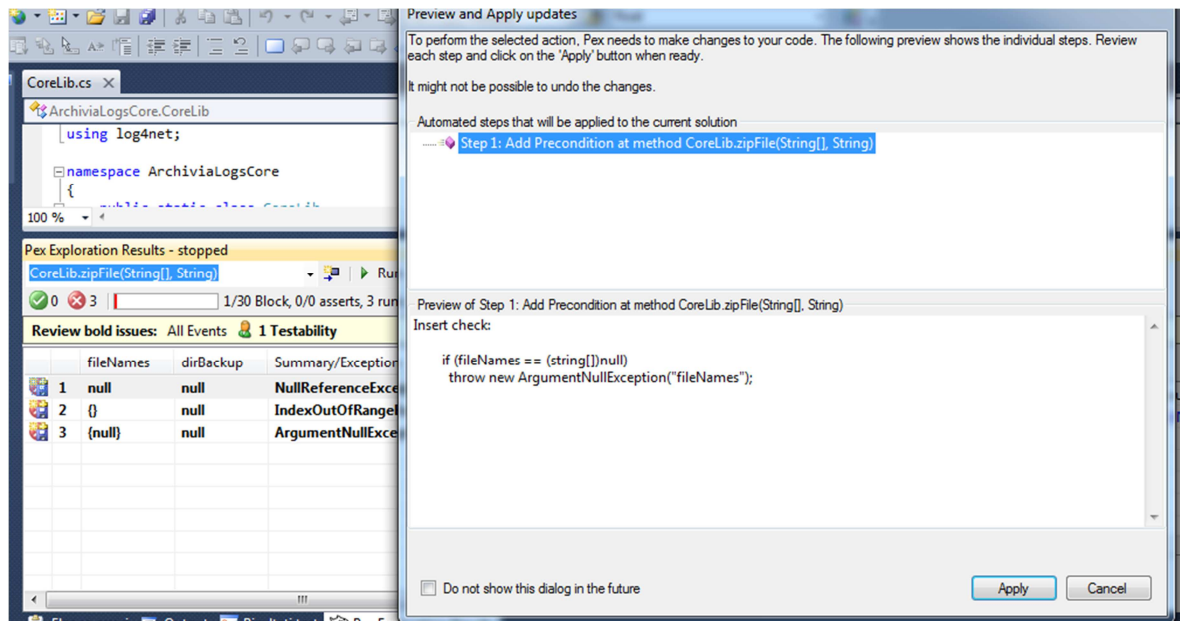 Preview and Apply updates
To perform the selected action, Pex needs to make changes to your code. The following preview shows the individual steps. Review
each step and click on the 'Apply' button when ready.
It might not be possible to undo the changes.
Automated steps that will be applied to the current solution
Step 1: Add Precondition at method CoreLib.zipFile(String[], String)
CoreLib.cs
ArchiviaLogsCore.CoreLib
using log4net;
namespace ArchiviaLogsCore
{
100 %
Pex Exploration Results - stopped
CoreLib.zipFile(String[], String)
Run
0 3 1/30 Block, 0/0 asserts, 3 run
Review bold issues: All Events 1 Testability
fileNames dirBackup Summary/Exception
1 null null NullReferenceExce
2 {} null IndexOutOfRangeE
3 {null} null ArgumentNullExce
Preview of Step 1: Add Precondition at method CoreLib.zipFile(String[], String)
Insert check:
if (fileNames == (string[])null)
throw new ArgumentNullException("fileNames");
Do not show this dialog in the future
Apply
Cancel